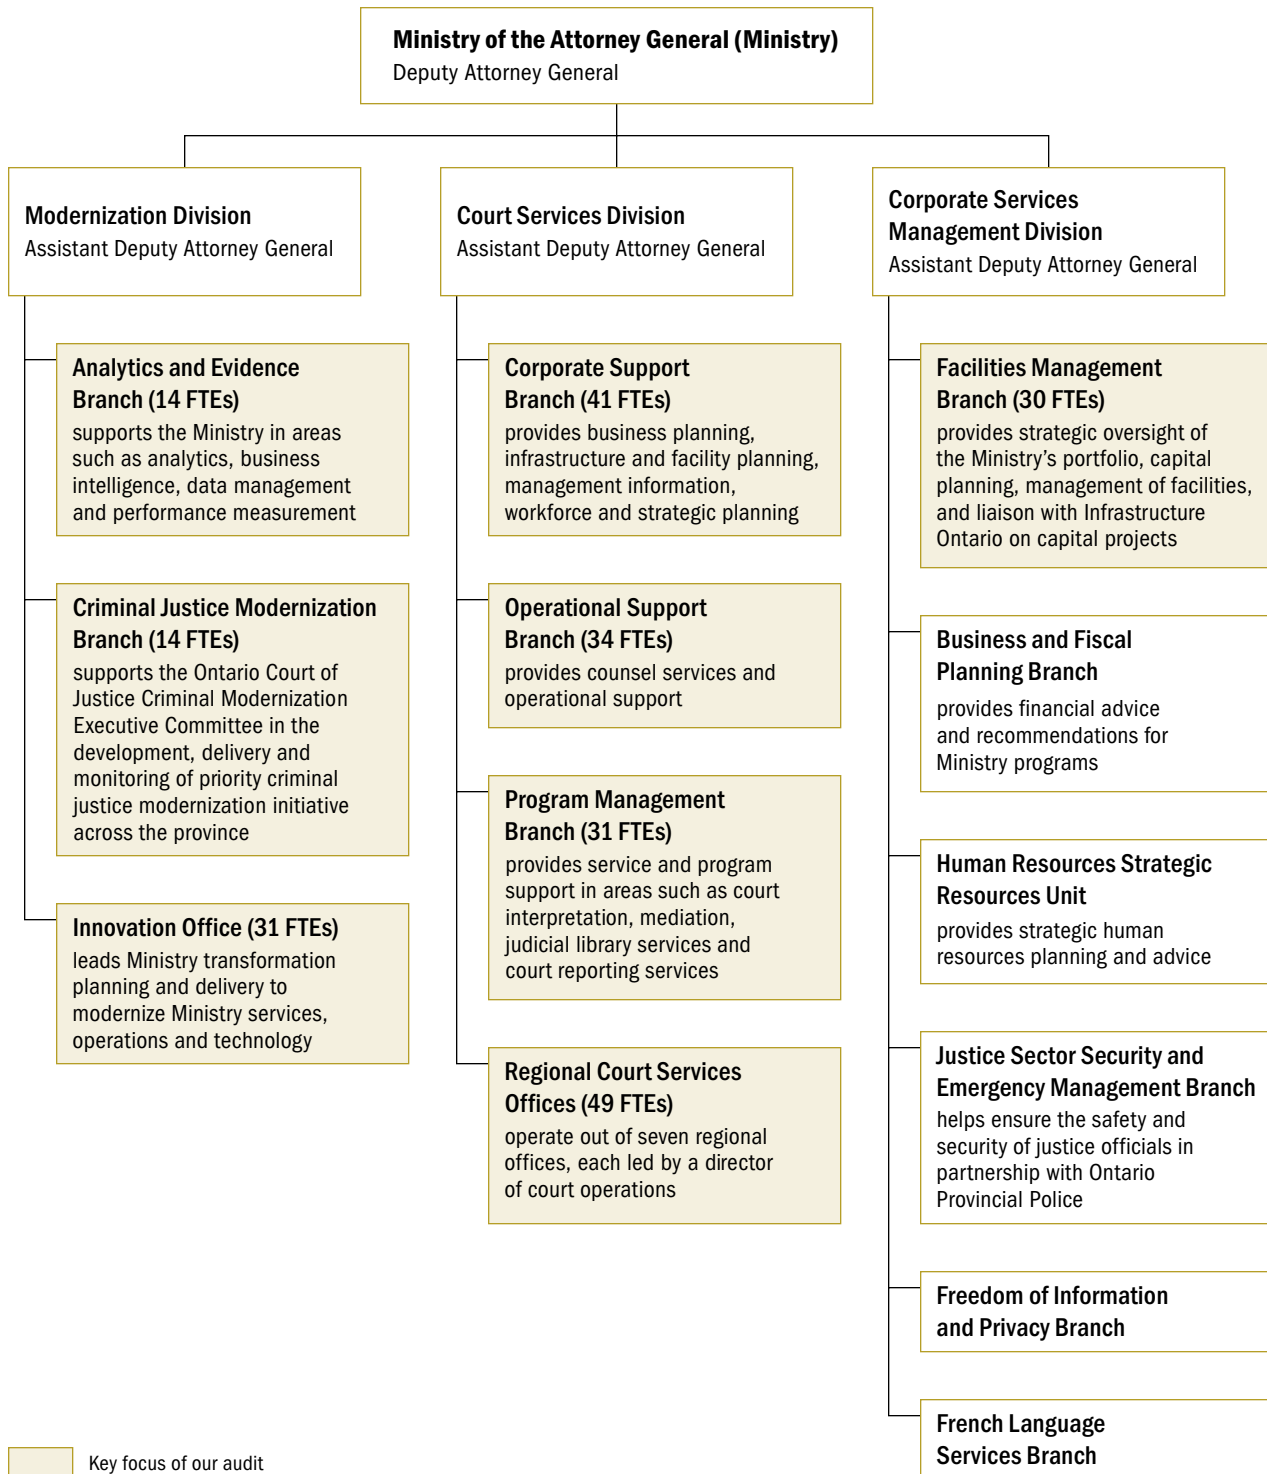 Ministry of the Attorney General (Ministry)
Deputy Attorney General
Modernization Division
Assistant Deputy Attorney General
Analytics and Evidence
Branch (14 FTEs)
supports the Ministry in areas
such as analytics, business
intelligence, data management
and performance measurement
Criminal Justice Modernization
Branch (14 FTEs)
supports the Ontario Court of
Justice Criminal Modernization
Executive Committee in the
development, delivery and
monitoring of priority criminal
justice modernization initiative
across the province
Innovation Office (31 FTEs)
leads Ministry transformation
planning and delivery to
modernize Ministry services,
operations and technology
Court Services Division
Assistant Deputy Attorney General
Corporate Support
Branch (41 FTEs)
provides business planning,
infrastructure and facility planning,
management information,
workforce and strategic planning
Operational Support
Branch (34 FTEs)
provides counsel services and
operational support
Program Management
Branch (31 FTEs)
provides service and program
support in areas such as court
interpretation, mediation,
judicial library services and
court reporting services
Regional Court Services
Offices (49 FTEs)
operate out of seven regional
offices, each led by a director
of court operations
Corporate Services
Management Division
Assistant Deputy Attorney General
Facilities Management
Branch (30 FTEs)
provides strategic oversight of
the Ministry's portfolio, capital
planning, management of facilities,
and liaison with Infrastructure
Ontario on capital projects
Business and Fiscal
Planning Branch
provides financial advice
and recommendations for
Ministry programs
Human Resources Strategic
Resources Unit
provides strategic human
resources planning and advice
Justice Sector Security and
Emergency Management Branch
helps ensure the safety and
security of justice officials in
partnership with Ontario
Provincial Police
Freedom of Information
and Privacy Branch
French Language
Services Branch
Key focus of our audit